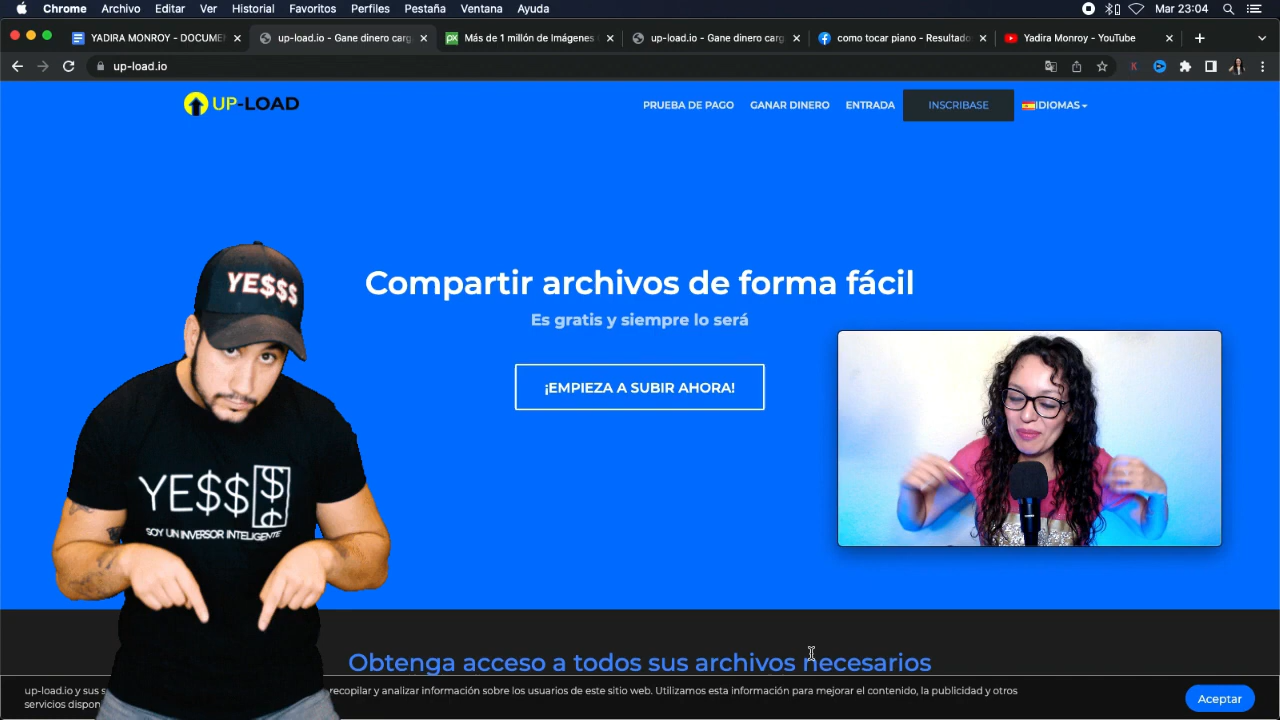 Chrome Archivo Editar Ver Historial Favoritos Perfiles Pestaña Ventana Ayuda Mar 23:04
YADIRA MONROY - DOCUME
up-load.io - Gane dinero carg
Más de 1 millón de Imágenes
up-load.io - Gane dinero carg
como tocar piano - Resultado
Yadira Monroy - YouTube
up-load.io
UP-LOAD
PRUEBA DE PAGO GANAR DINERO ENTRADA INSCRIBASE IDIOMAS
Compartir archivos de forma fácil
Es gratis y siempre lo será
¡EMPIEZA A SUBIR AHORA!
YE$$$
YE$$$
SOY UN INVERSOR INTELIGENTE
Obtenga acceso a todos sus archivos necesarios
up-load.io y sus s recopilar y analizar información sobre los usuarios de este sitio web. Utilizamos esta información para mejorar el contenido, la publicidad y otros
servicios dispon
Aceptar